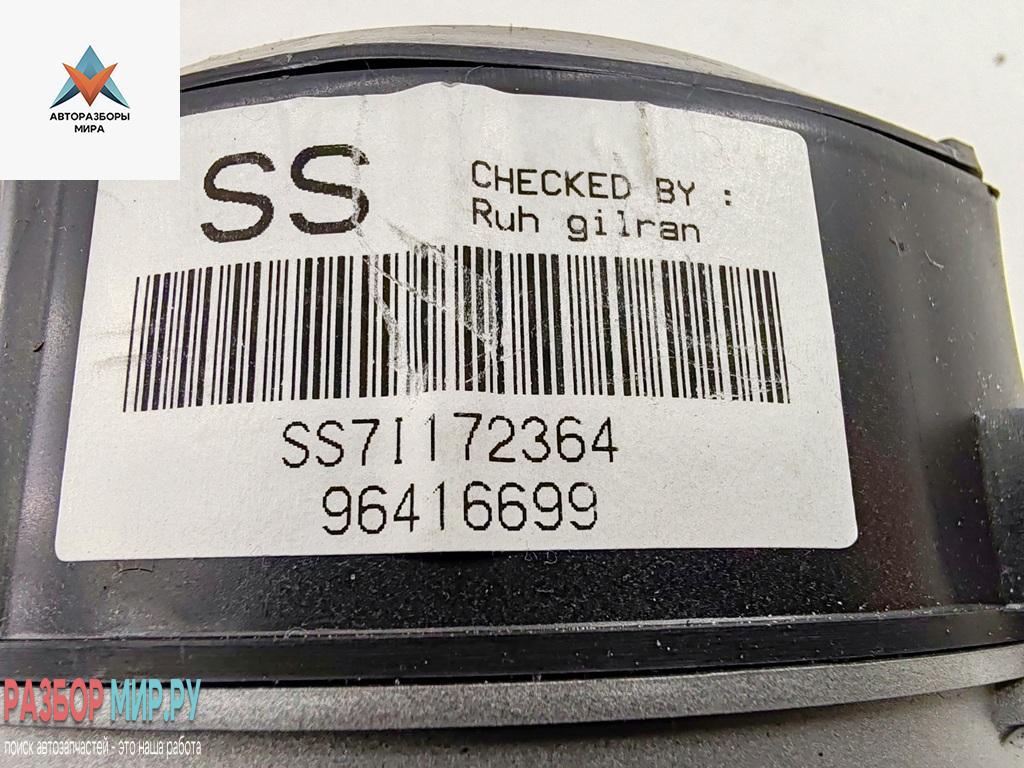 АВТОРАЗБОРЫ
МИРА
SS
CHECKED BY :
Ruh gilran
SS7I172364
96416699
РАЗБОР МИР.РУ
поиск автозапчастей - это наша работа